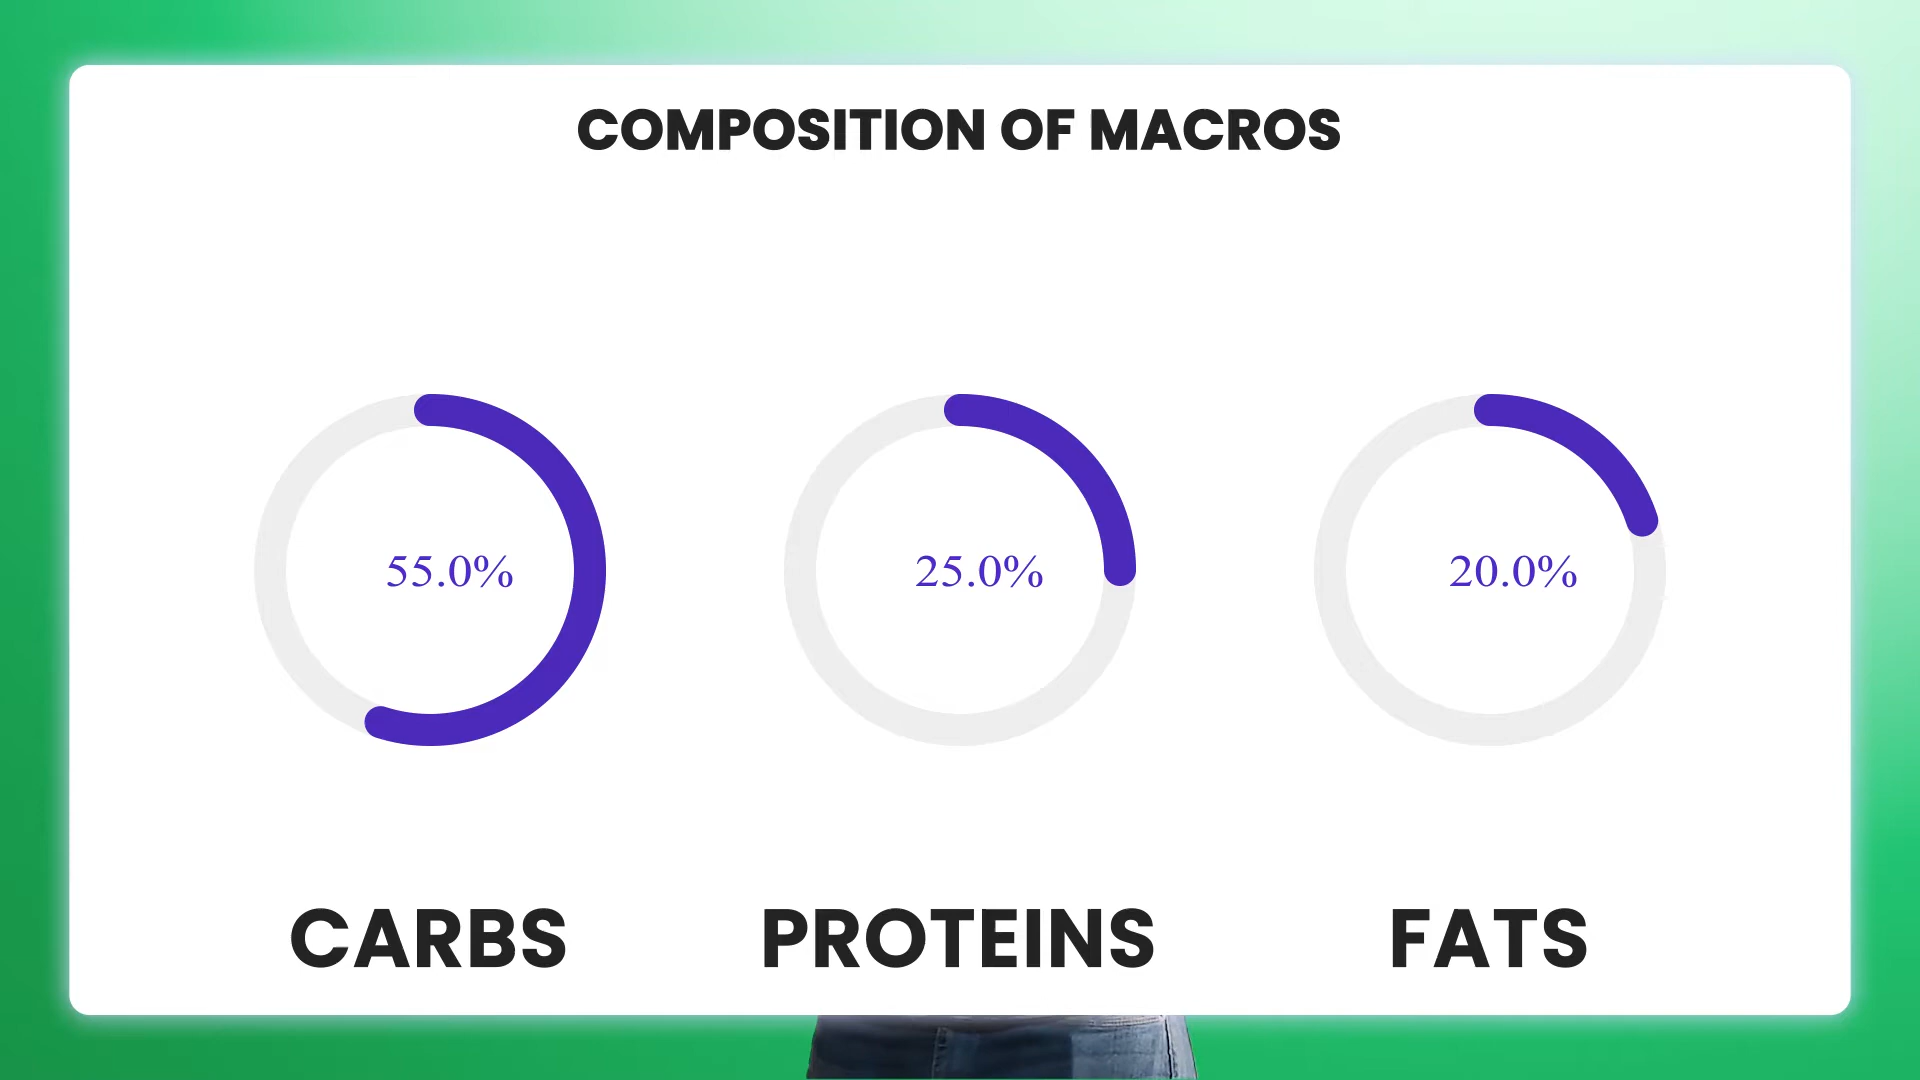 COMPOSITION OF MACROS
55.0%
25.0%
20.0%
CARBS
PROTEINS
FATS